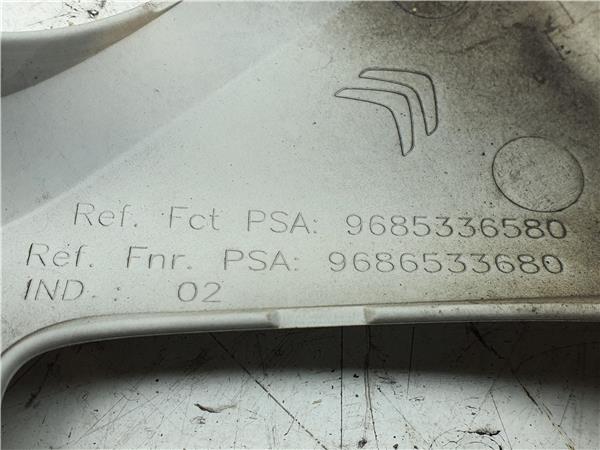 Ref. Fct PSA: 9685336580
Ref. Fnr. PSA: 9686533680
IND. : 02